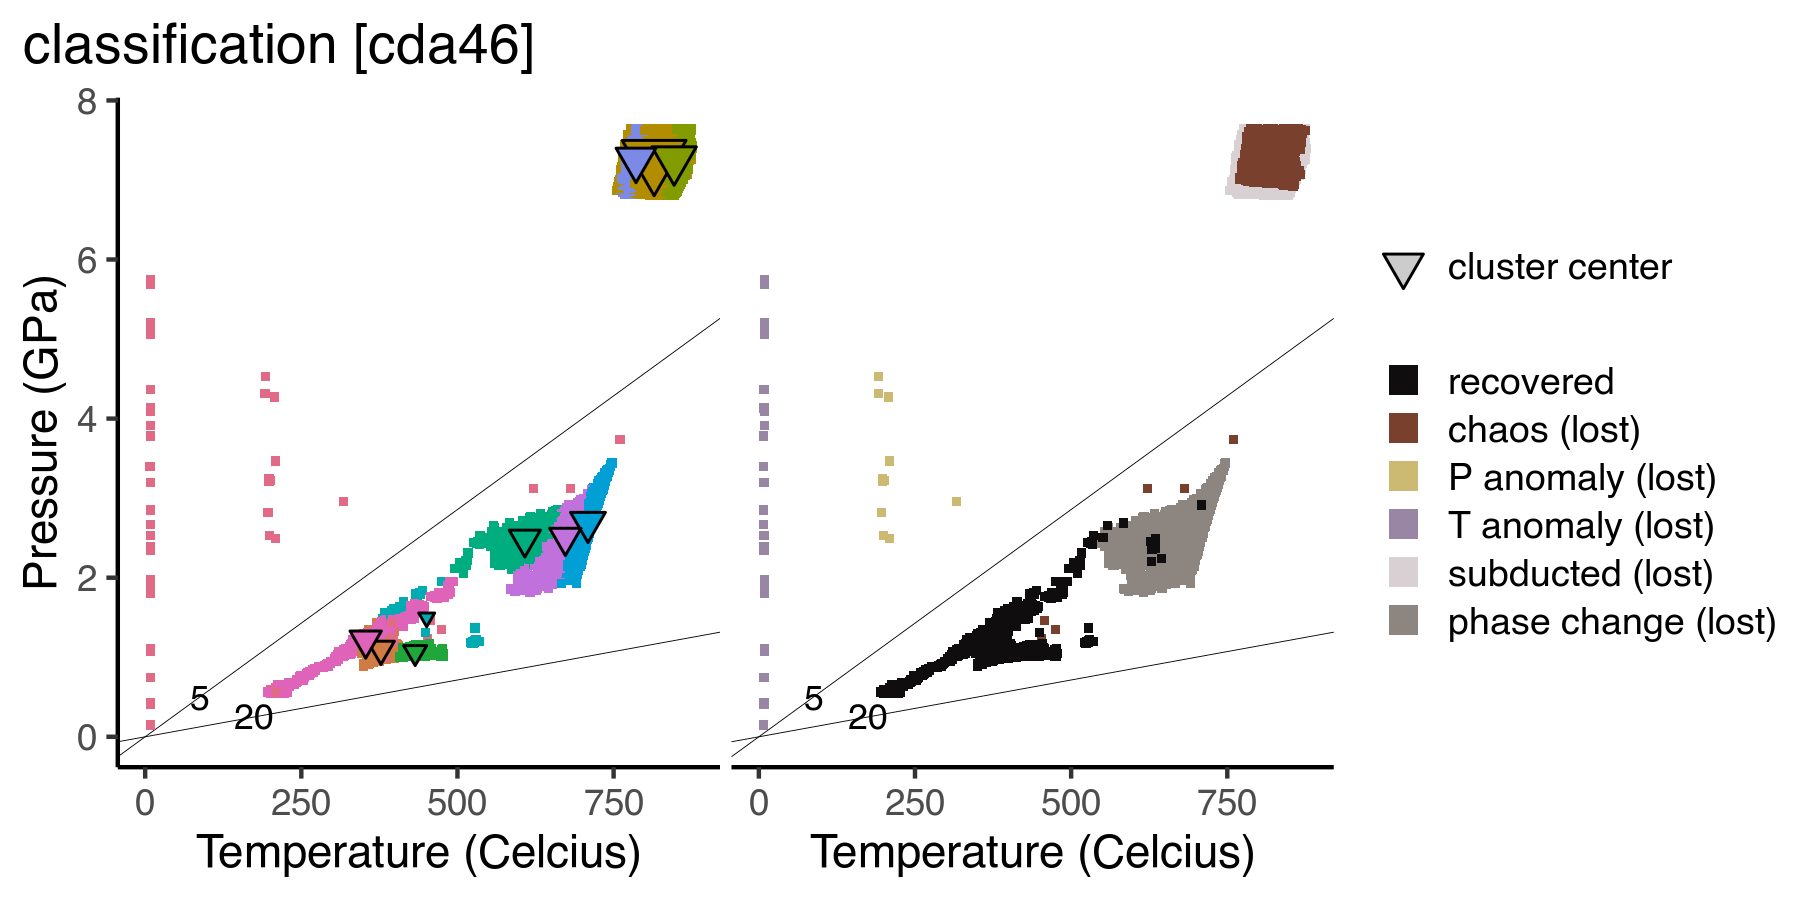 classification [cda46]
8
6
4
2
0
Pressure (GPa)
5
20
5
20
0
250
500
750
0
250
500
750
Temperature (Celcius)
Temperature (Celcius)
cluster center
recovered
chaos (lost)
P anomaly (lost)
T anomaly (lost)
subducted (lost)
phase change (lost)